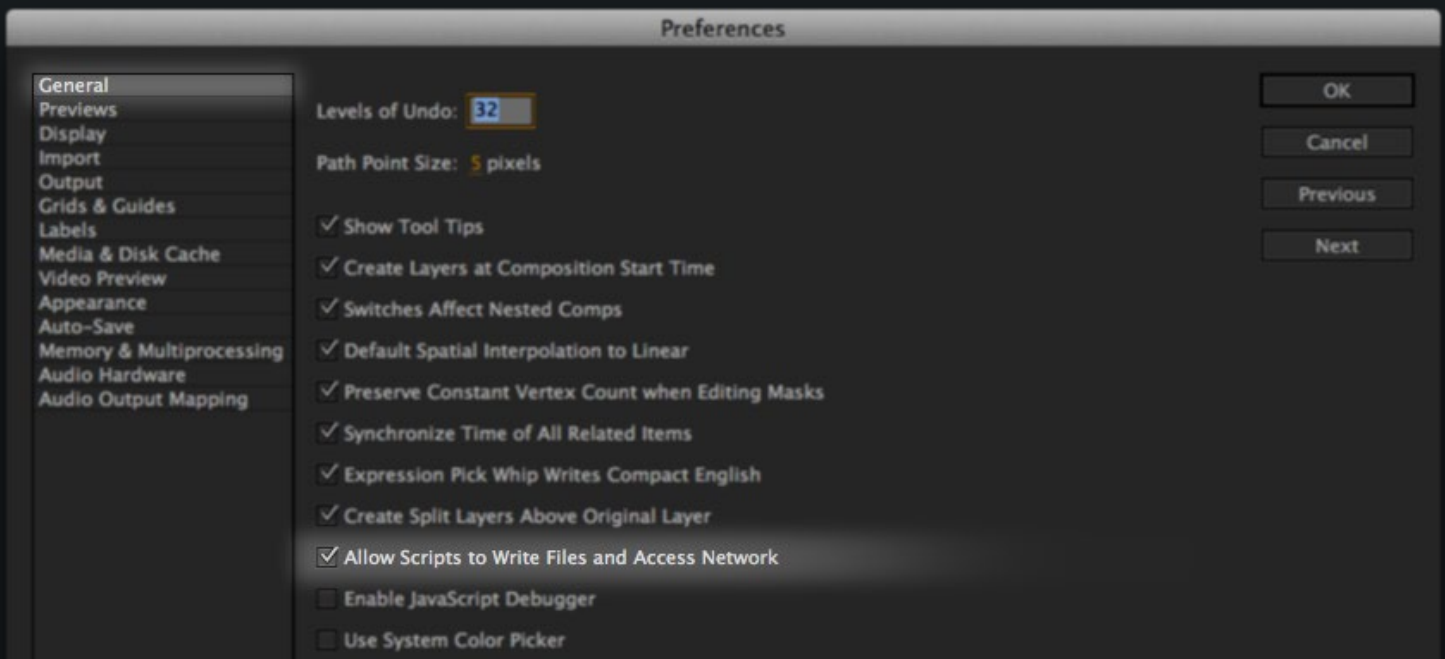 Preferences
General
Previews
Display
Import
Output
Grids & Guides
Labels
Media & Disk Cache
Video Preview
Appearance
Auto-Save
Memory & Multiprocessing
Audio Hardware
Audio Output Mapping
Levels of Undo: 32
Path Point Size: 5 pixels
Show Tool Tips
Create Layers at Composition Start Time
Switches Affect Nested Comps
Default Spatial Interpolation to Linear
Preserve Constant Vertex Count when Editing Masks
Synchronize Time of All Related Items
Expression Pick Whip Writes Compact English
Create Split Layers Above Original Layer
Allow Scripts to Write Files and Access Network
Enable JavaScript Debugger
Use System Color Picker
OK
Cancel
Previous
Next